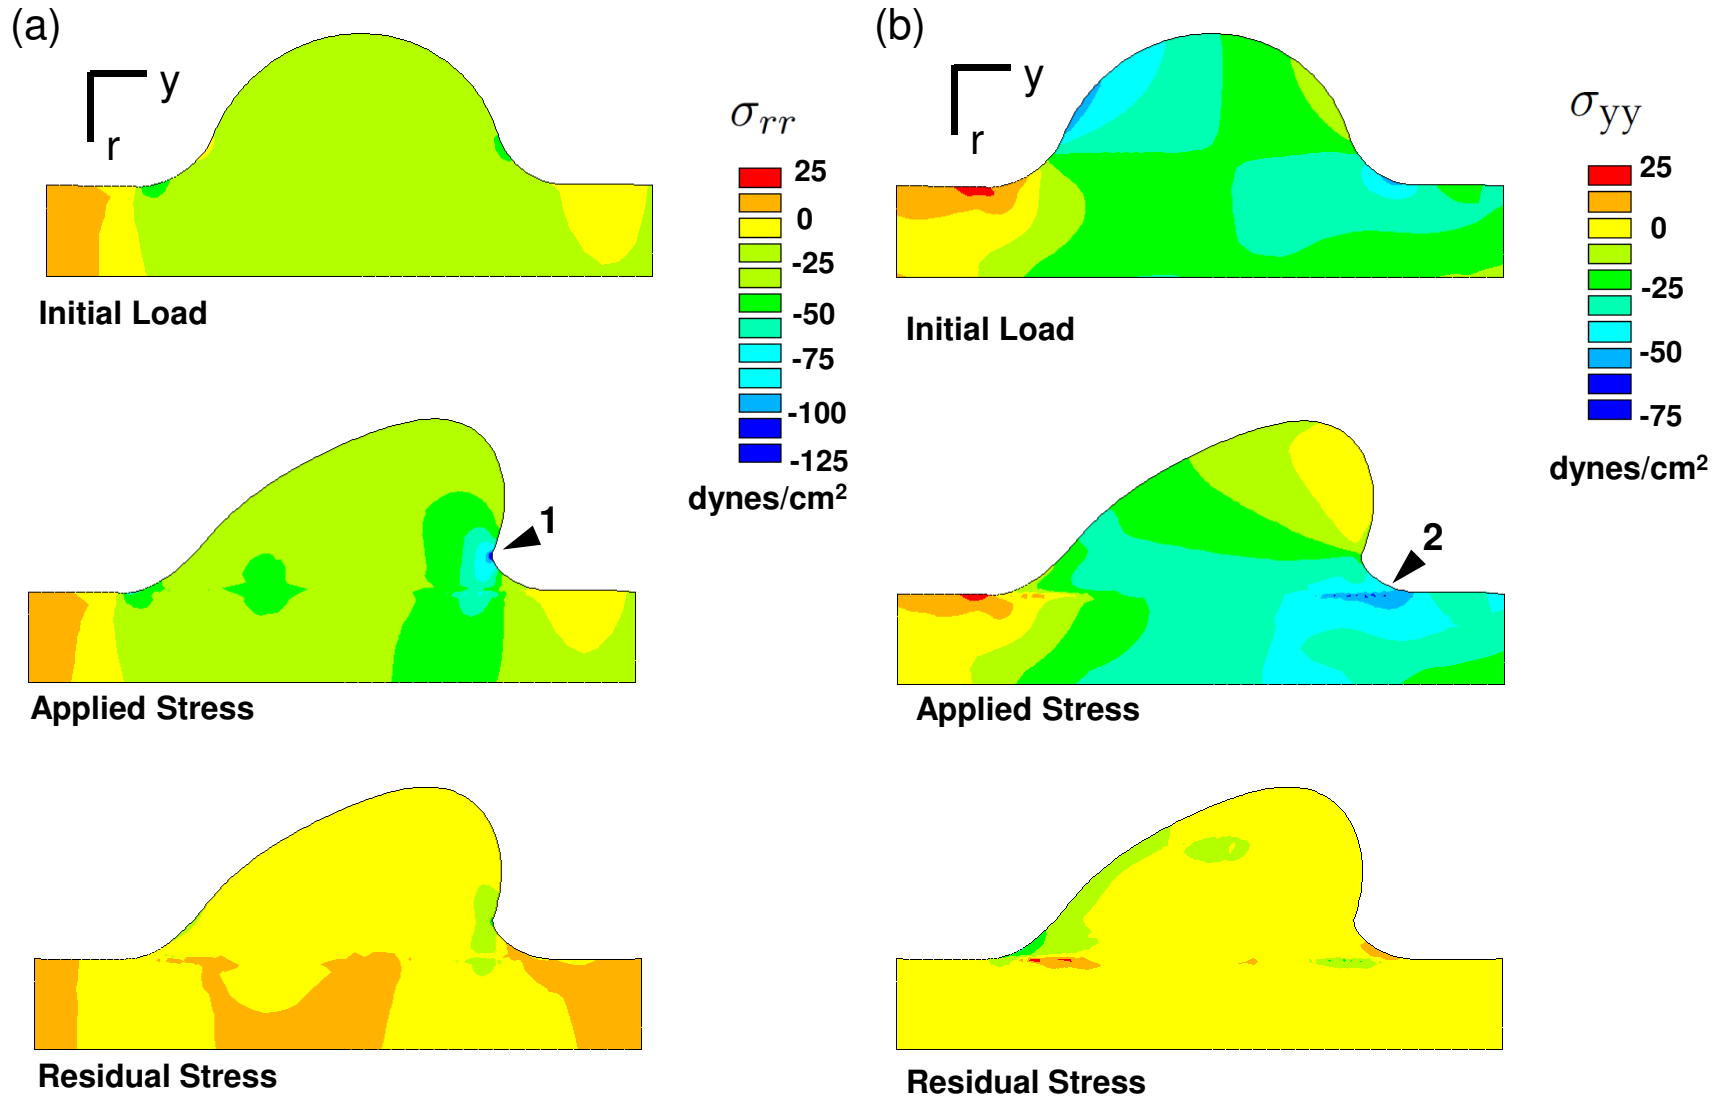 (a)
y
r
σrr
25
0
-25
-50
-75
-100
-125
dynes/cm²
Initial Load
1
Applied Stress
Residual Stress
(b)
y
r
σyy
25
0
-25
-50
-75
dynes/cm²
Initial Load
2
Applied Stress
Residual Stress